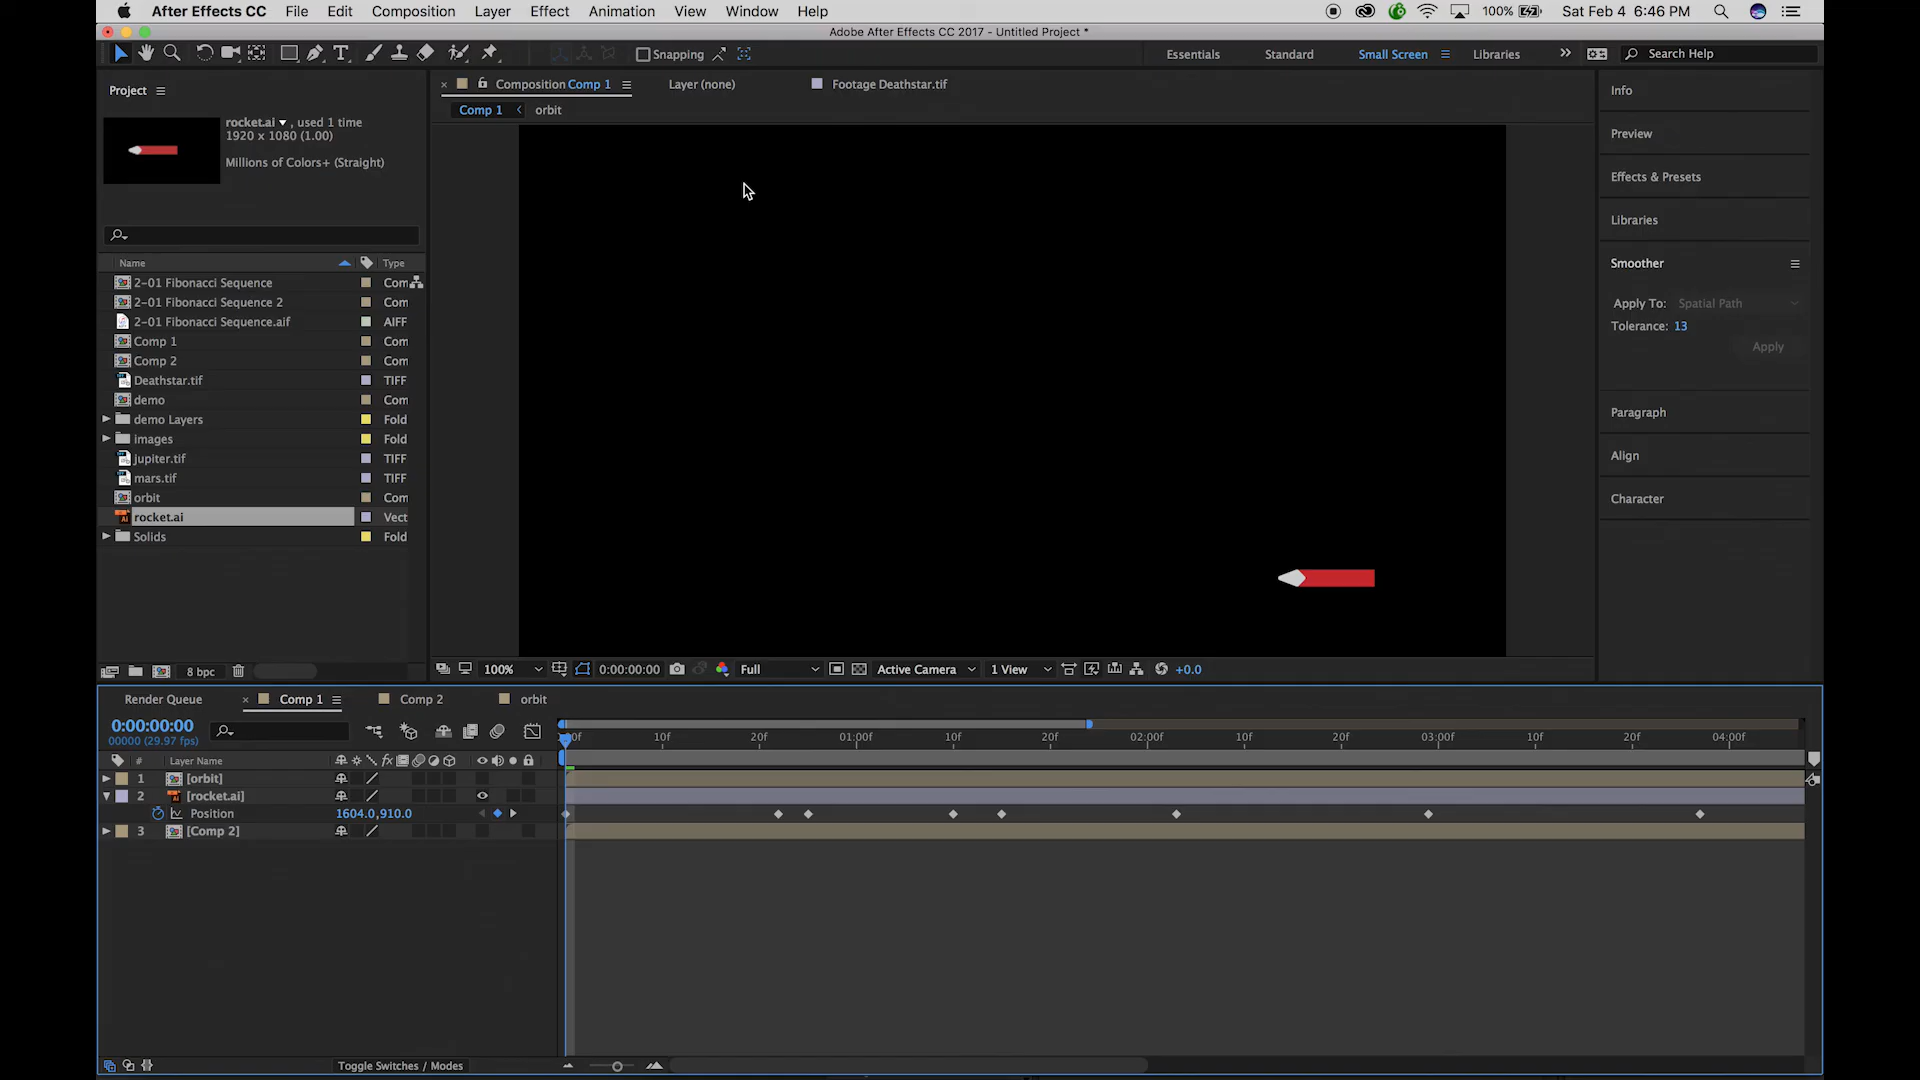 After Effects CC File Edit Composition Layer Effect Animation View Window Help 100% Sat Feb 4 6:46 PM
Adobe After Effects CC 2017 - Untitled Project *
Snapping Essentials Standard Small Screen Libraries Search Help
Project
rocket.ai , used 1 time
1920 x 1080 (1.00)
Millions of Colors+ (Straight)
Name Type
2-01 Fibonacci Sequence Com
2-01 Fibonacci Sequence 2 Com
2-01 Fibonacci Sequence.aif AIFF
Comp 1 Com
Comp 2 Com
Deathstar.tif TIFF
demo Com
demo Layers Fold
images Fold
jupiter.tif TIFF
mars.tif TIFF
orbit Com
rocket.ai Vect
Solids Fold
8 bpc
Composition Comp 1 Layer (none) Footage Deathstar.tif
Comp 1 orbit
100% 0:00:00:00 Full Active Camera 1 View +0.0
Info
Preview
Effects & Presets
Libraries
Smoother
Apply To: Spatial Path
Tolerance: 13
Apply
Paragraph
Align
Character
Render Queue Comp 1 Comp 2 orbit
0:00:00:00
00000 (29.97 fps)
00f 10f 20f 01:00f 10f 20f 02:00f 10f 20f 03:00f 10f 20f 04:00f
# Layer Name fx
1 [orbit]
2 [rocket.ai]
Position 1604.0,910.0
3 [Comp 2]
Toggle Switches / Modes